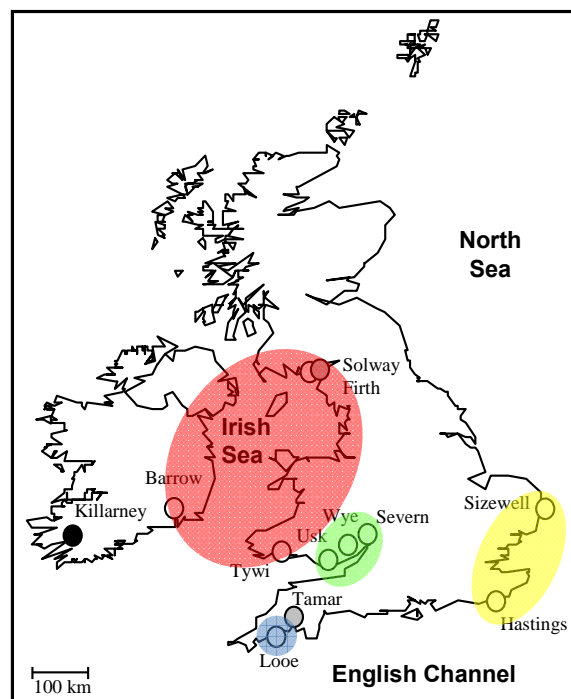 North
Sea
Solway
Firth
Irish
Sea
Barrow
Killarney
Sizewell
Wye
Severn
Usk
Tywi
Tamar
Hastings
Looe
English Channel
100 km